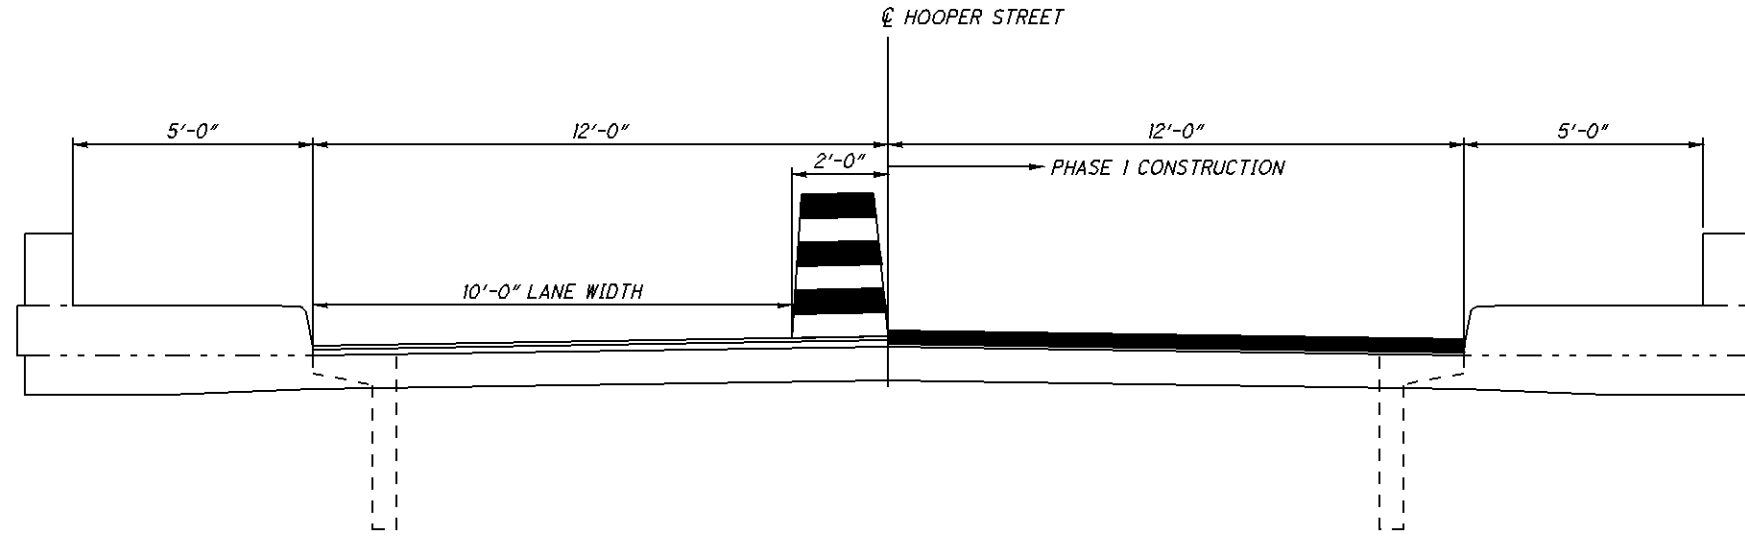 ℄ HOOPER STREET
5'-0" 12'-0" 12'-0" 5'-0"
2'-0" PHASE 1 CONSTRUCTION
10'-0" LANE WIDTH